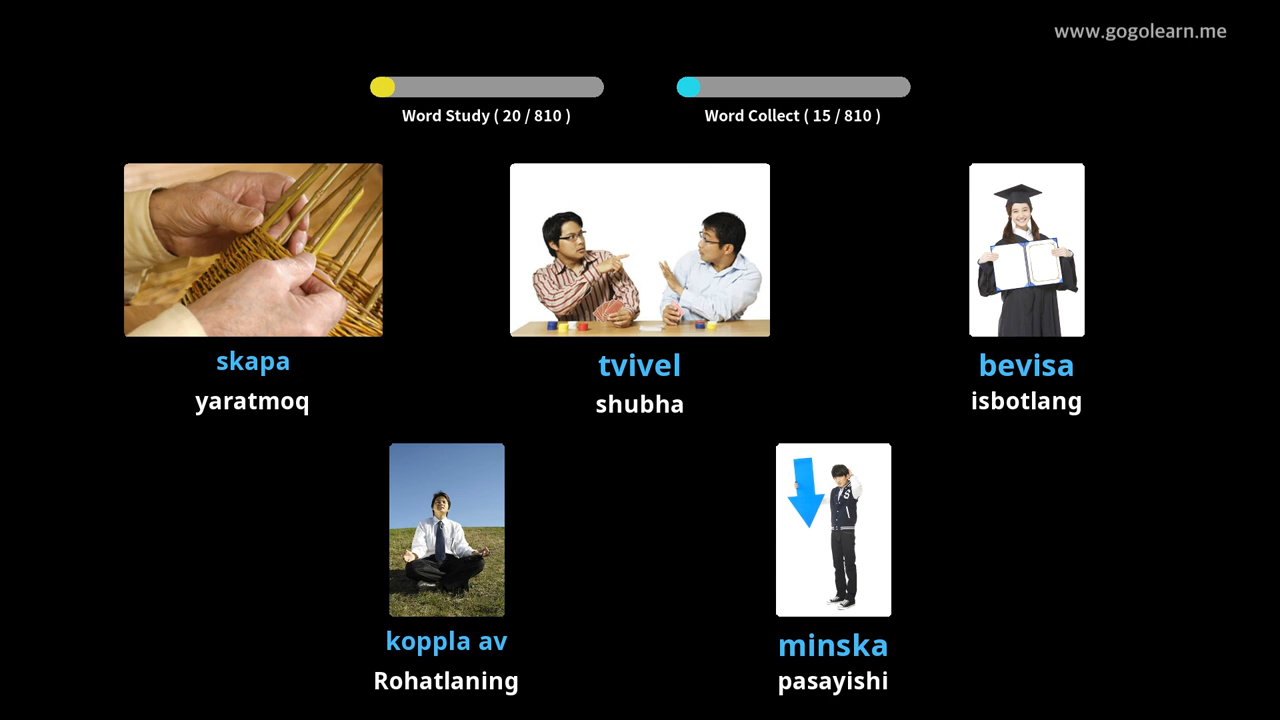 www.gogolearn.me
Word Study ( 20 / 810 )
Word Collect ( 15 / 810 )
skapa
yaratmoq
tvivel
shubha
bevisa
isbotlang
koppla av
Rohatlaning
minska
pasayishi